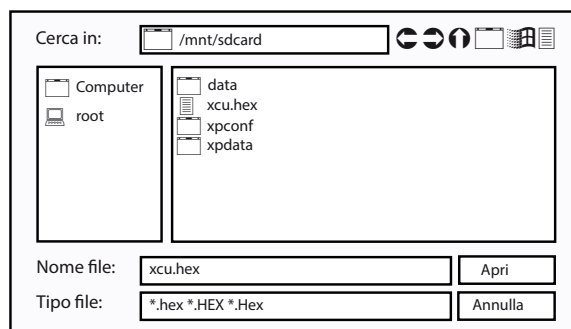 Cerca in:
/mnt/sdcard
Computer
root
data
xcu.hex
xpconf
xpdata
Nome file:
xcu.hex
Apri
Tipo file:
*.hex *.HEX *.Hex
Annulla